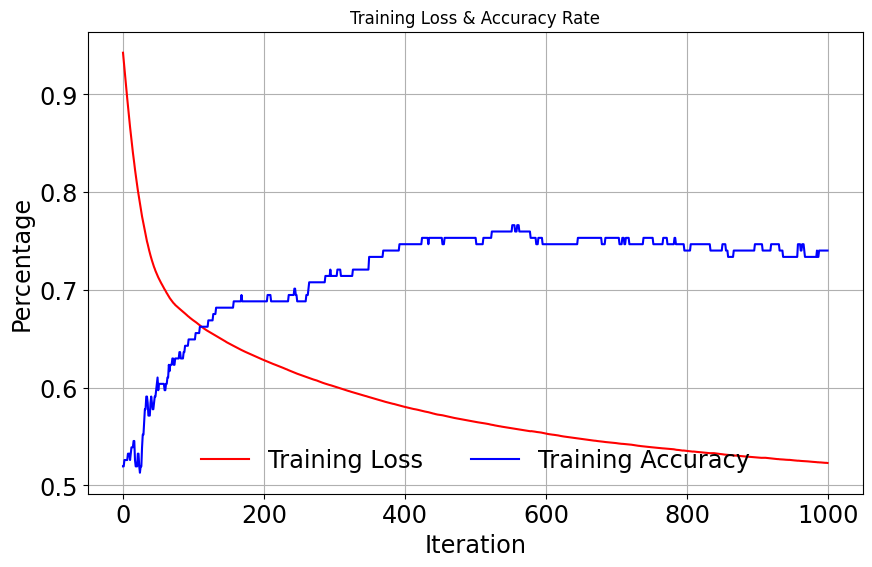 Training Loss & Accuracy Rate
Percentage
0.9
0.8
0.7
0.6
0.5
Training Loss
Training Accuracy
0 200 400 600 800 1000
Iteration